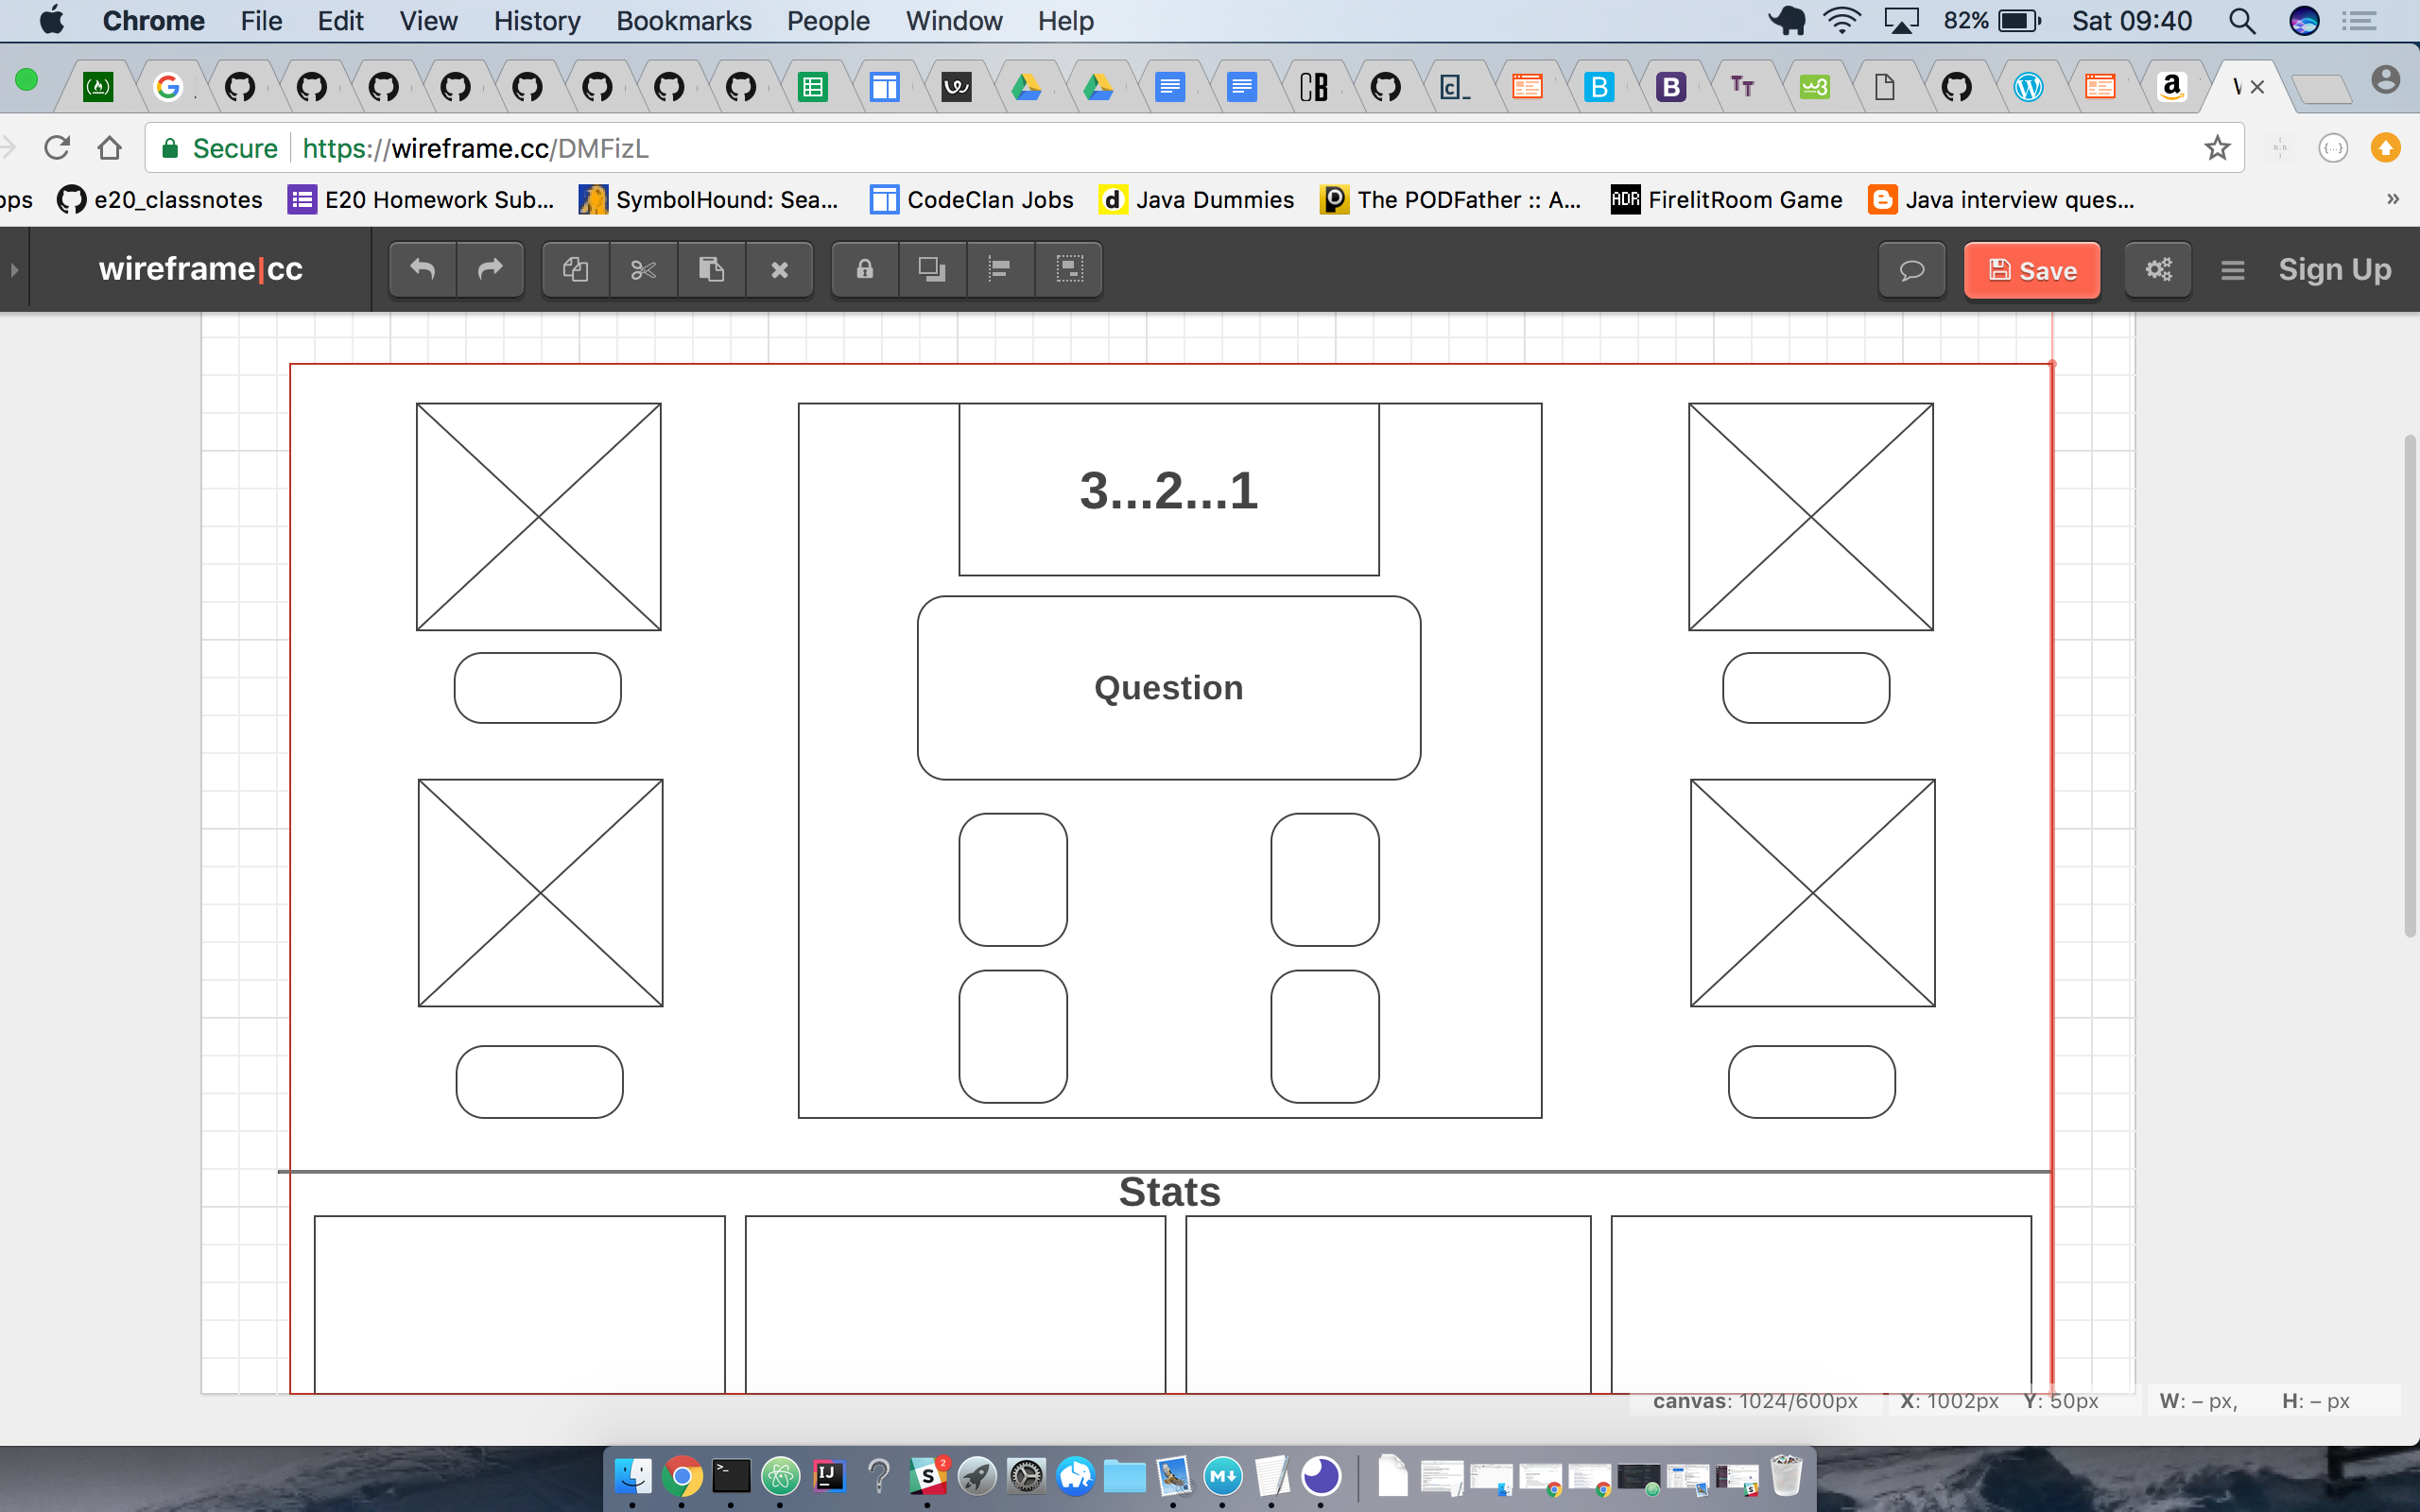 Chrome File Edit View History Bookmarks People Window Help 82% Sat 09:40
Secure https://wireframe.cc/DMFizL
ops e20_classnotes E20 Homework Sub... SymbolHound: Sea... CodeClan Jobs Java Dummies The PODFather :: A... FirelitRoom Game Java interview ques... »
wireframe|cc Save Sign Up
3...2...1
Question
Stats
canvas: 1024/600px X: 1002px Y: 50px W: – px, H: – px